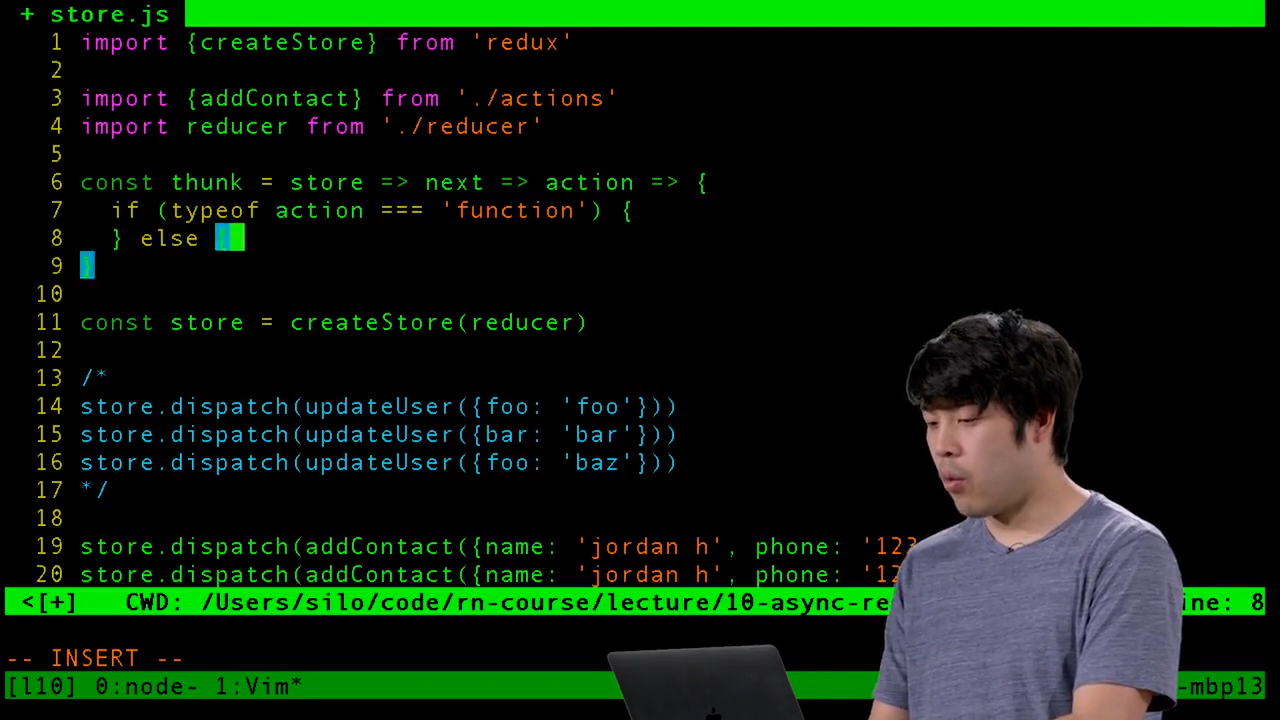 + store.js
1 import {createStore} from 'redux'
2
3 import {addContact} from './actions'
4 import reducer from './reducer'
5
6 const thunk = store => next => action => {
7   if (typeof action === 'function') {
8   } else {
9 }
10
11 const store = createStore(reducer)
12
13 /*
14 store.dispatch(updateUser({foo: 'foo'}))
15 store.dispatch(updateUser({bar: 'bar'}))
16 store.dispatch(updateUser({foo: 'baz'}))
17 */
18
19 store.dispatch(addContact({name: 'jordan h', phone: '123
20 store.dispatch(addContact({name: 'jordan h', phone: '12
<[+] CWD: /Users/silo/code/rn-course/lecture/10-async-re ine: 8
-- INSERT --
[l10] 0:node- 1:Vim* -mbp13